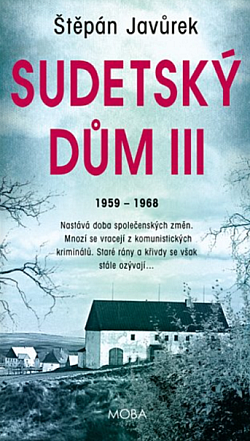 Štěpán Javůrek
SUDETSKÝ
DŮM III
1959 – 1968
Nastává doba společenských změn.
Mnozí se vracejí z komunistických
kriminálů. Staré rány a křivdy se však
stále ozývají...
MOBA